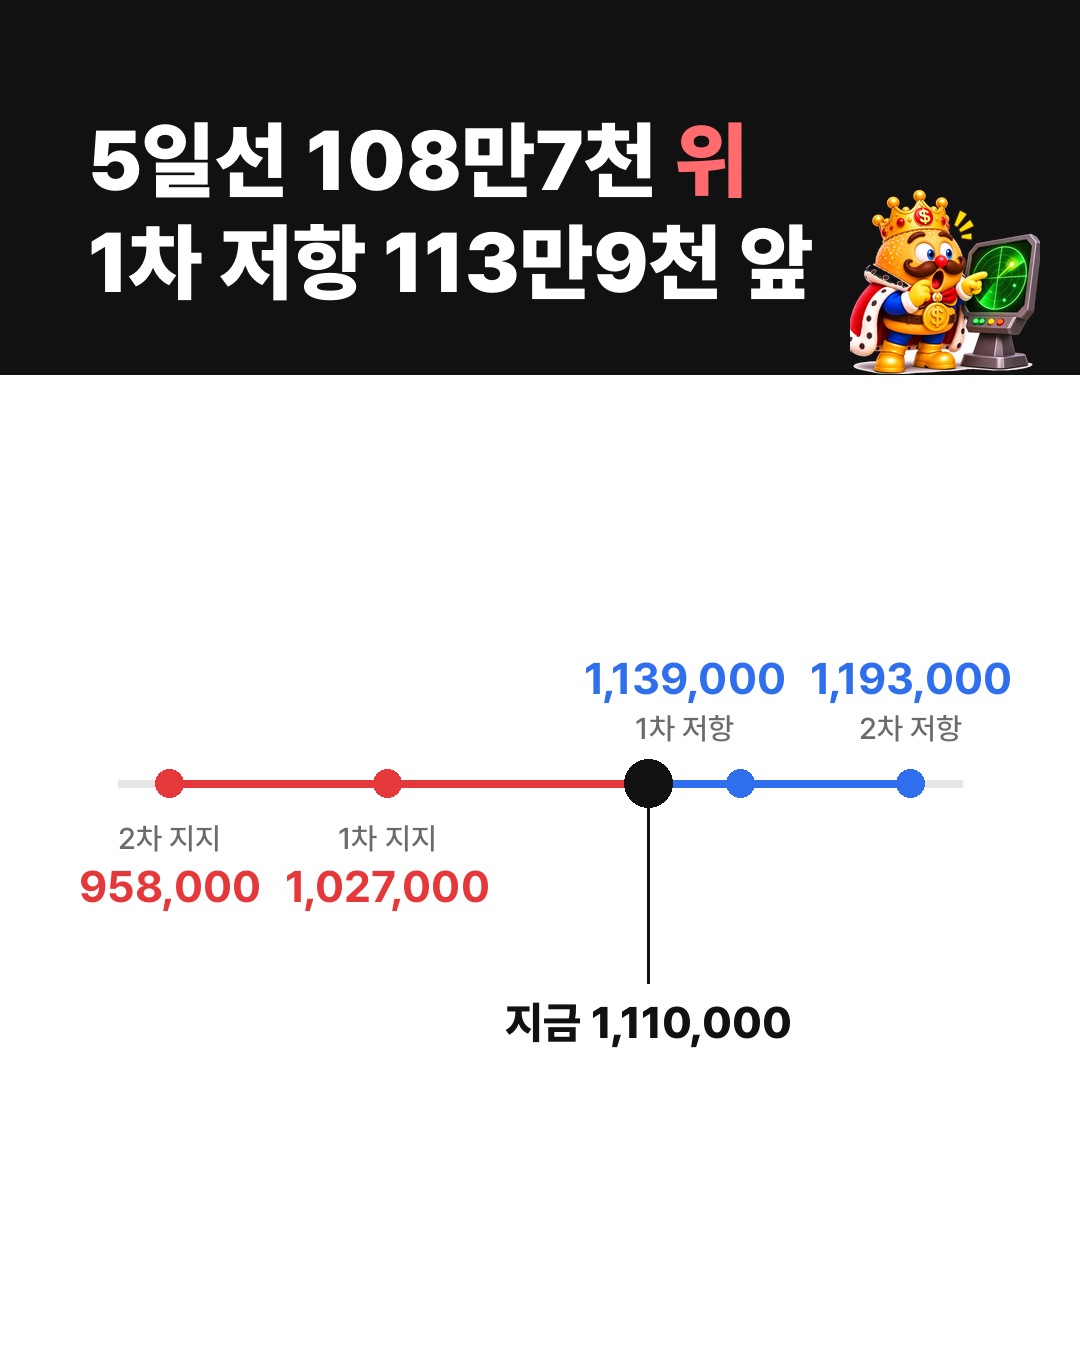 5일선 108만7천 위
1차 저항 113만9천 앞
$
$
1,139,000 1,193,000
1차 저항 2차 저항
2차 지지 1차 지지
958,000 1,027,000
지금 1,110,000